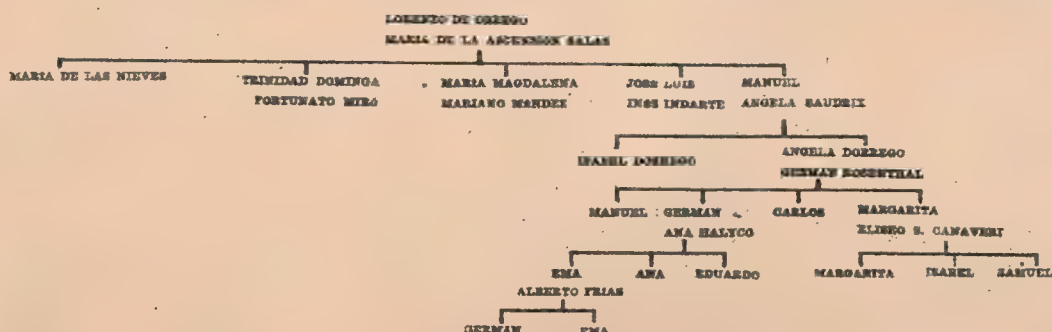 LORENZO DE DREGO
MARIA DE LA ASCENSION SALAS
MARIA DE LAS NIEVES TRINIDAD DOMINGA MARIA MAGDALENA JOSE LUIS MANUEL
FORTUNATO MIRO MARIANO INES INDARTE ANGELA BAUDRIX
ISABEL DORREGO ANGELA DORREGO
GERMAN ROSENTHAL
MANUEL GERMAN CARLOS MARGARITA
ANA HALYCO ELISEO S. CANAVERI
EMA ANA EDUARDO MARGARITA ISABEL SAMUEL
ALBERTO FRIAS
GERMAN EMA